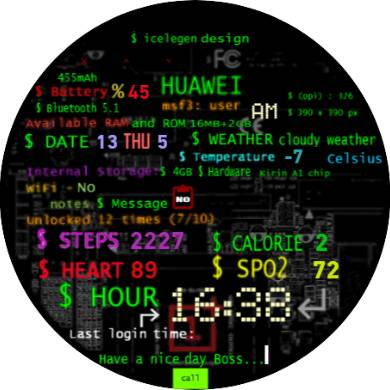 $ icelegen design
FC
455mAh
$ Battery % 45
HUAWEI
$ Bluetooth 5.1
msf3: user
AM
$ 390 x 390 px
Available RAM and ROM 16MB+2GB
$ DATE 13 THU 5
$ WEATHER cloudy weather
$ Temperature -7 Celsius
Internal Storage:$ 4GB $ Hardware Kirin A1 chip
WiFi - No
notes $ Message NO
unlocked 12 times (7/10)
$ STEPS 2227
$ CALORIE 2
$ HEART 89
$ SPO2 72
$ HOUR 16:38
Last login time:
Have a nice day Boss...
call